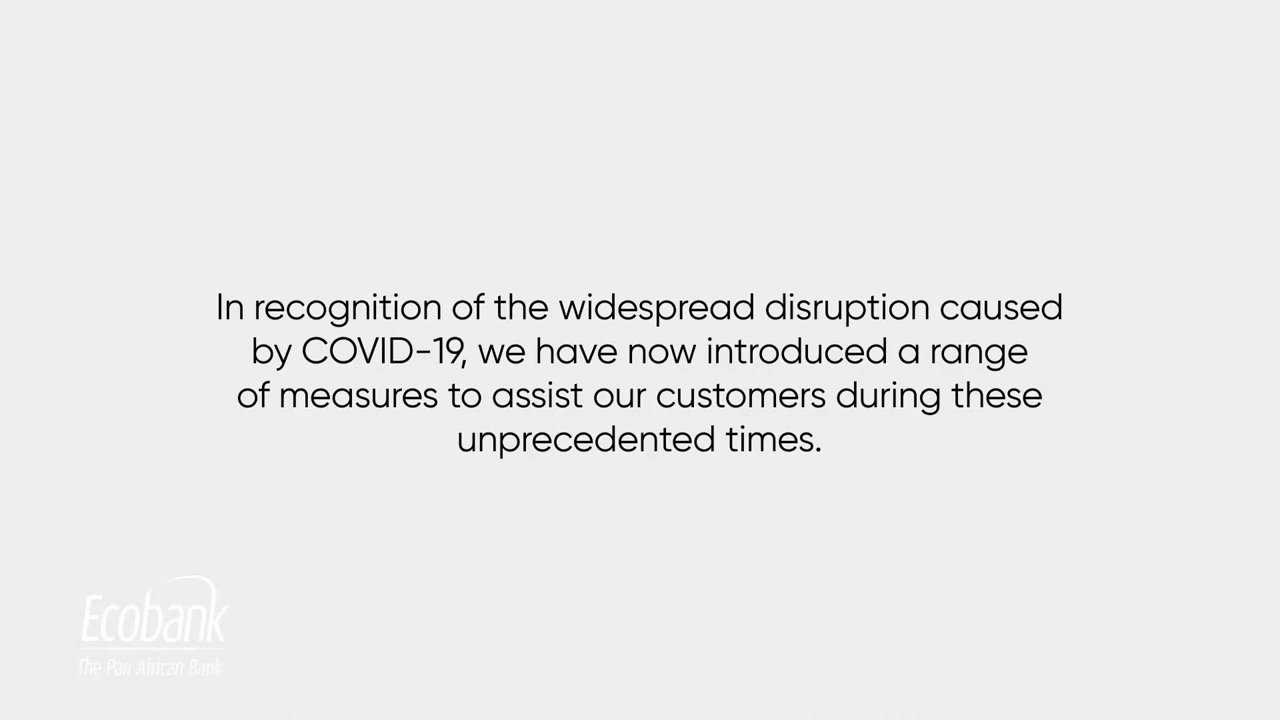 In recognition of the widespread disruption caused
by COVID-19, we have now introduced a range
of measures to assist our customers during these
unprecedented times.
Ecobank
The Pan African Bank